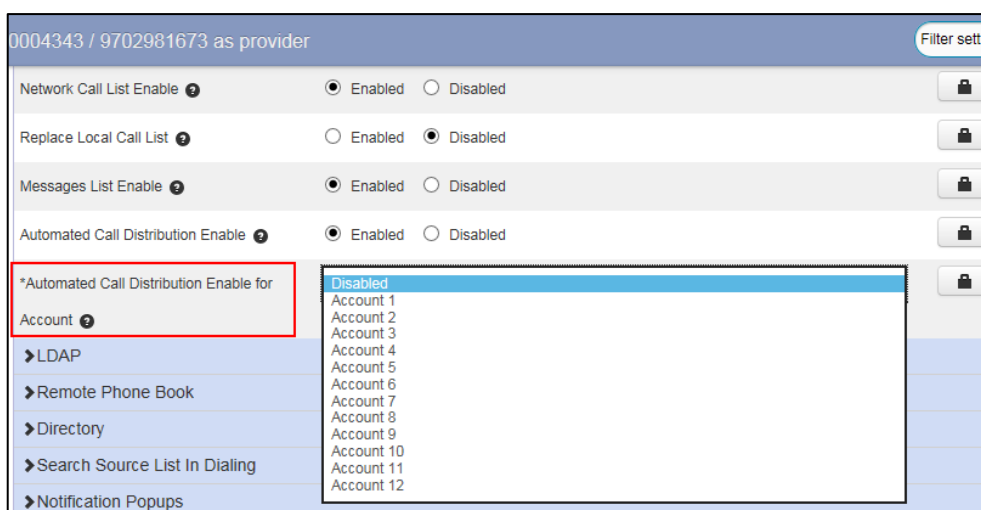 0004343 / 9702981673 as provider
Filter sett
Network Call List Enable ? Enabled Disabled
Replace Local Call List ? Enabled Disabled
Messages List Enable ? Enabled Disabled
Automated Call Distribution Enable ? Enabled Disabled
*Automated Call Distribution Enable for
Account ?
Disabled
Account 1
Account 2
Account 3
Account 4
Account 5
Account 6
Account 7
Account 8
Account 9
Account 10
Account 11
Account 12
LDAP
Remote Phone Book
Directory
Search Source List In Dialing
Notification Popups